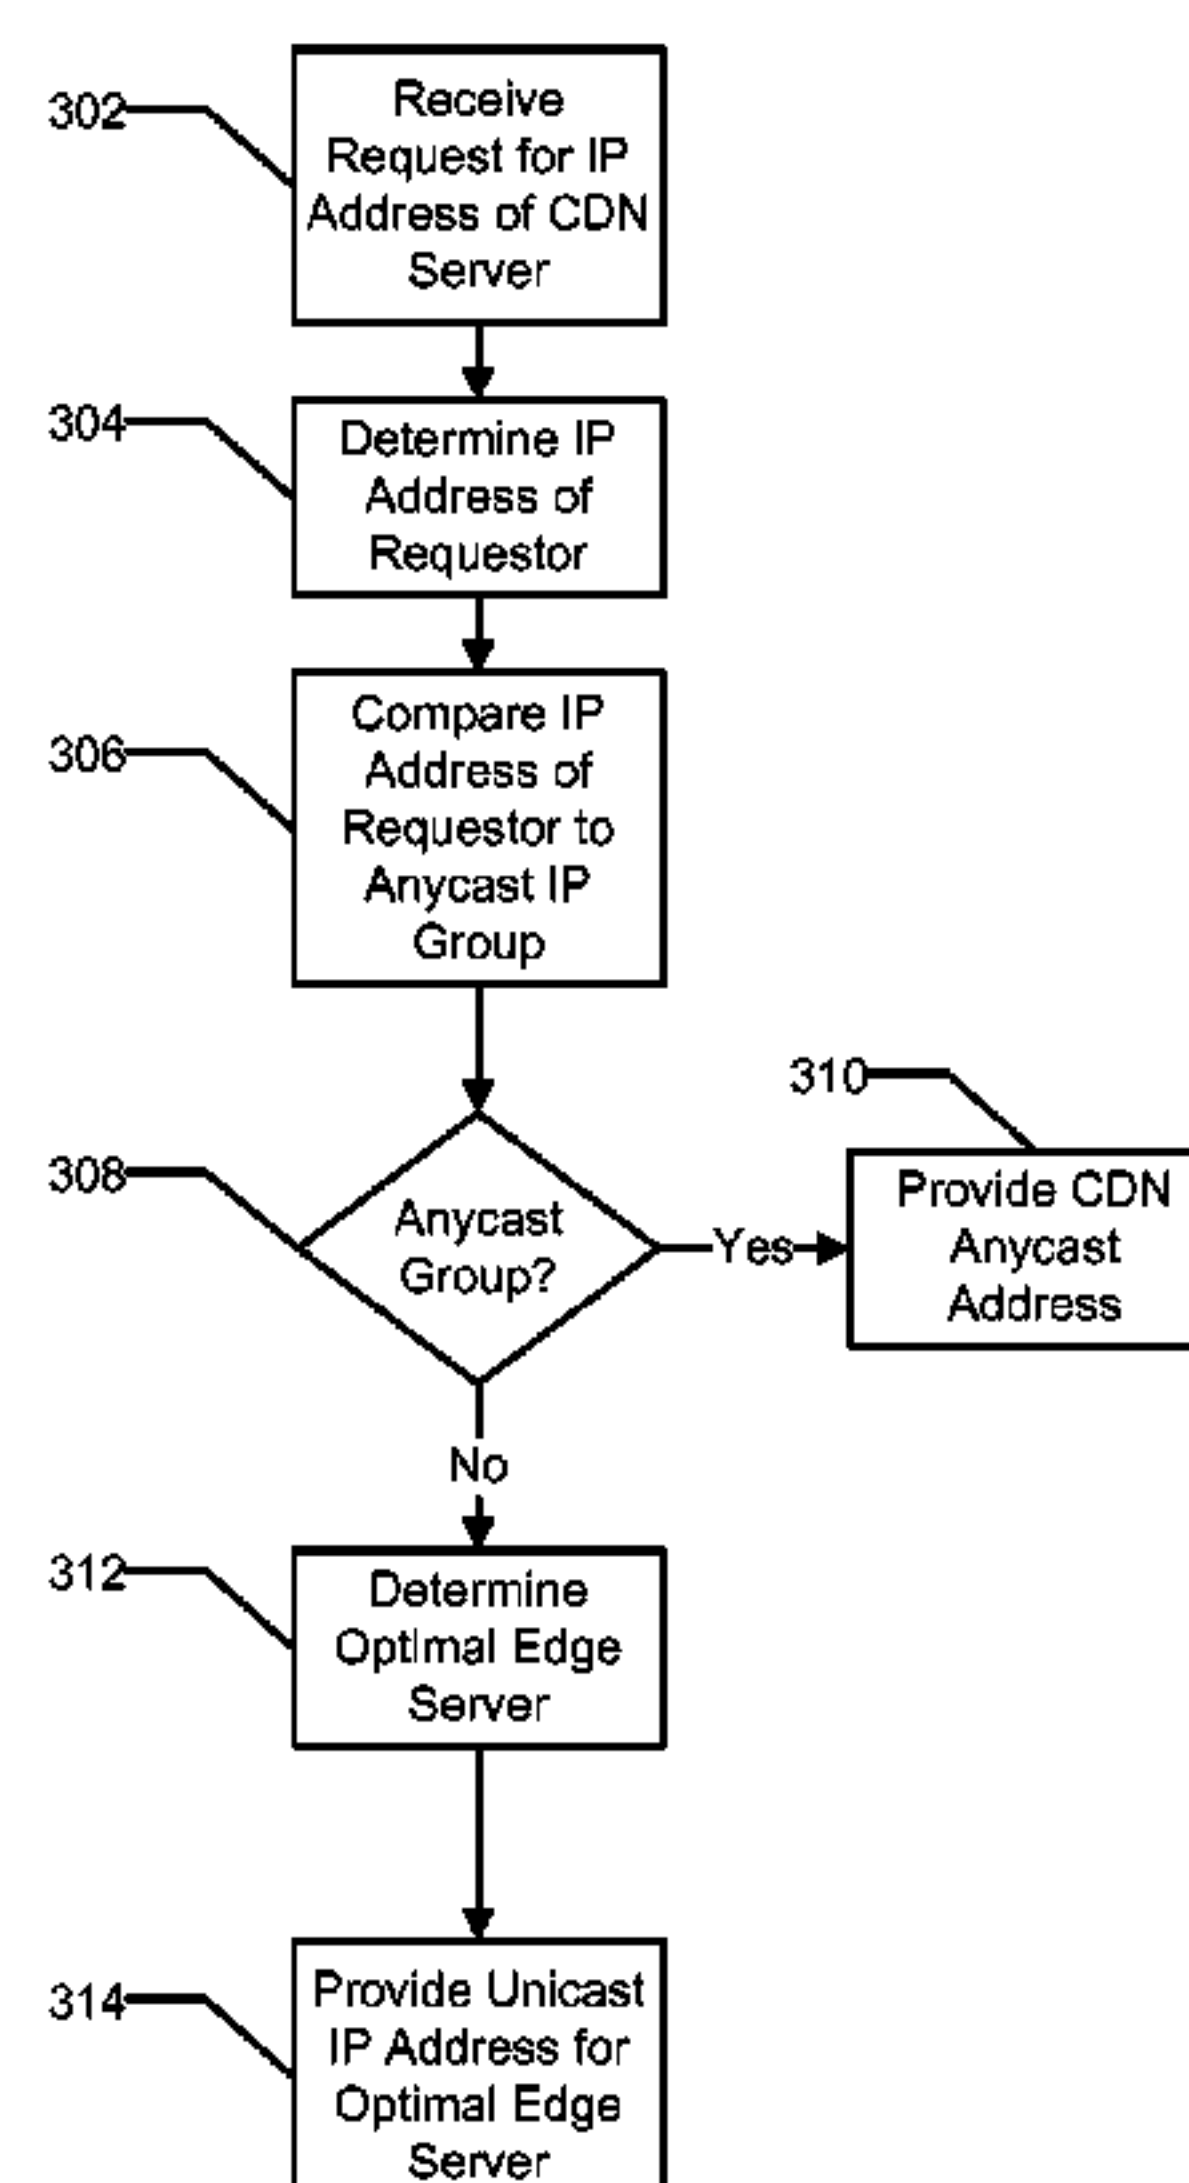 302
Receive
Request for IP
Address of CDN
Server
304
Determine IP
Address of
Requestor
306
Compare IP
Address of
Requestor to
Anycast IP
Group
308
Anycast
Group?
Yes
310
Provide CDN
Anycast
Address
No
312
Determine
Optimal Edge
Server
314
Provide Unicast
IP Address for
Optimal Edge
Server